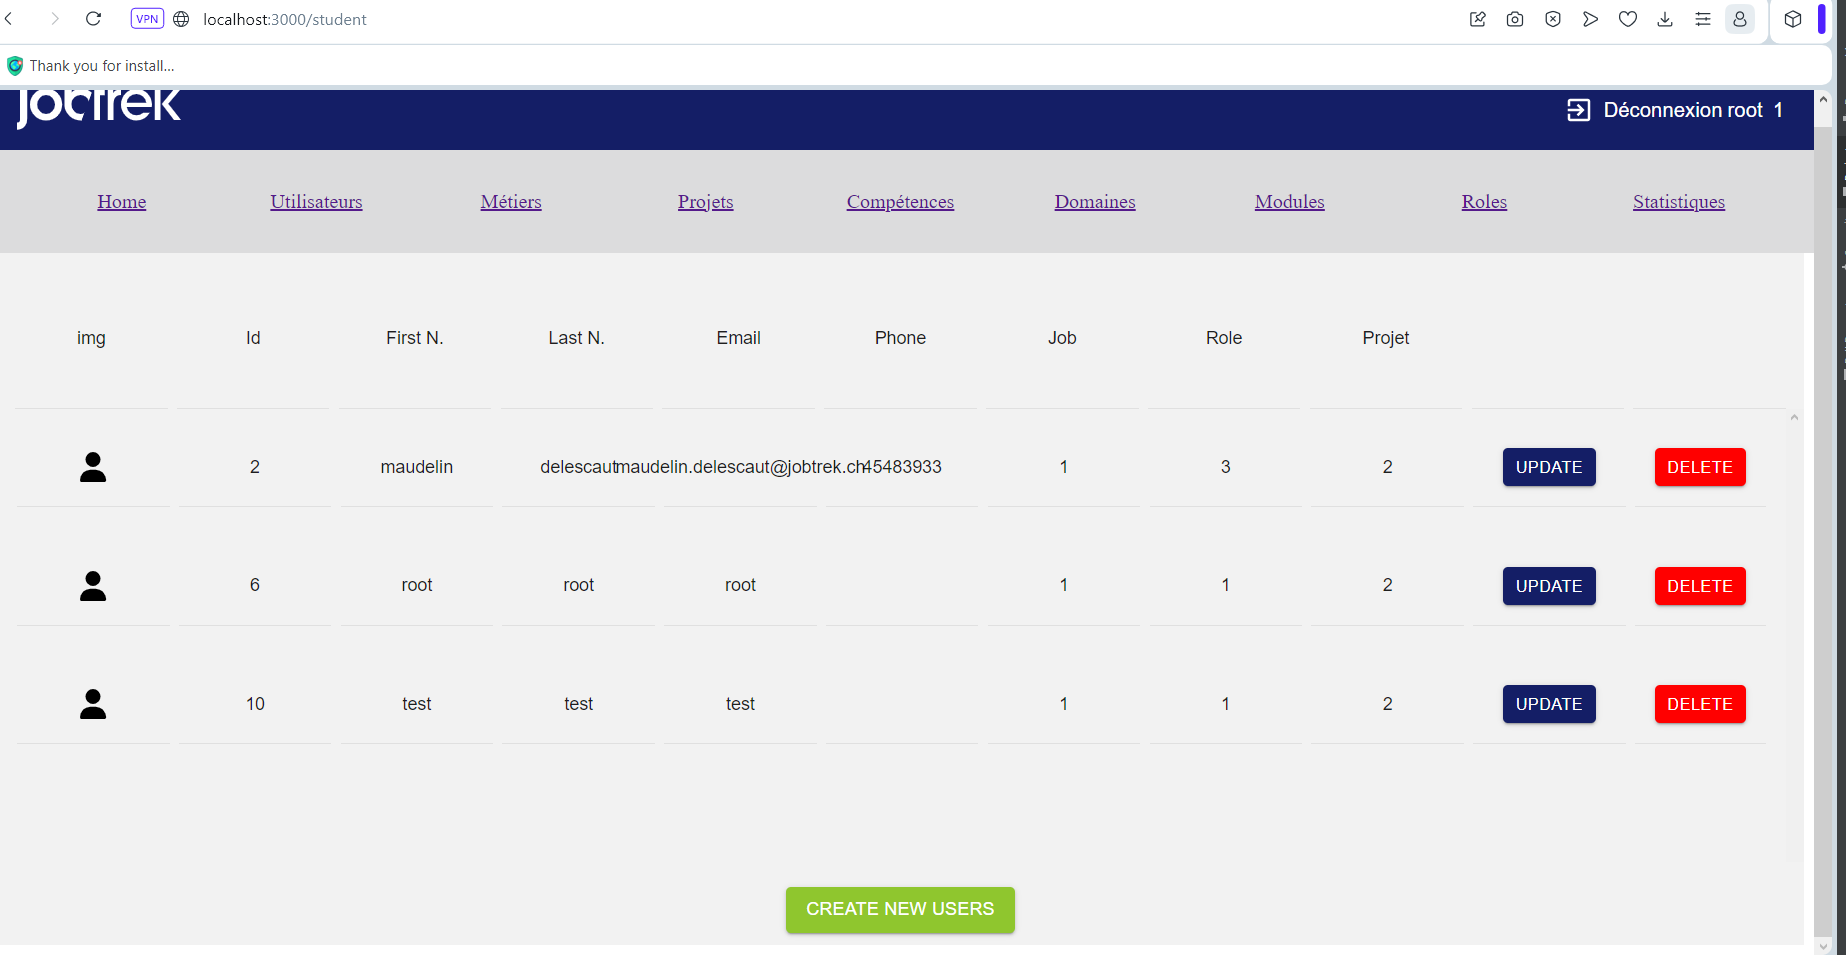 VPN localhost:3000/student
Thank you for install...
jobtrek
Déconnexion root 1
Home Utilisateurs Métiers Projets Compétences Domaines Modules Roles Statistiques
img Id First N. Last N. Email Phone Job Role Projet
2 maudelin delescaut maudelin.delescaut@jobtrek.ch 45483933 1 3 2 UPDATE DELETE
6 root root root 1 1 2 UPDATE DELETE
10 test test test 1 1 2 UPDATE DELETE
CREATE NEW USERS